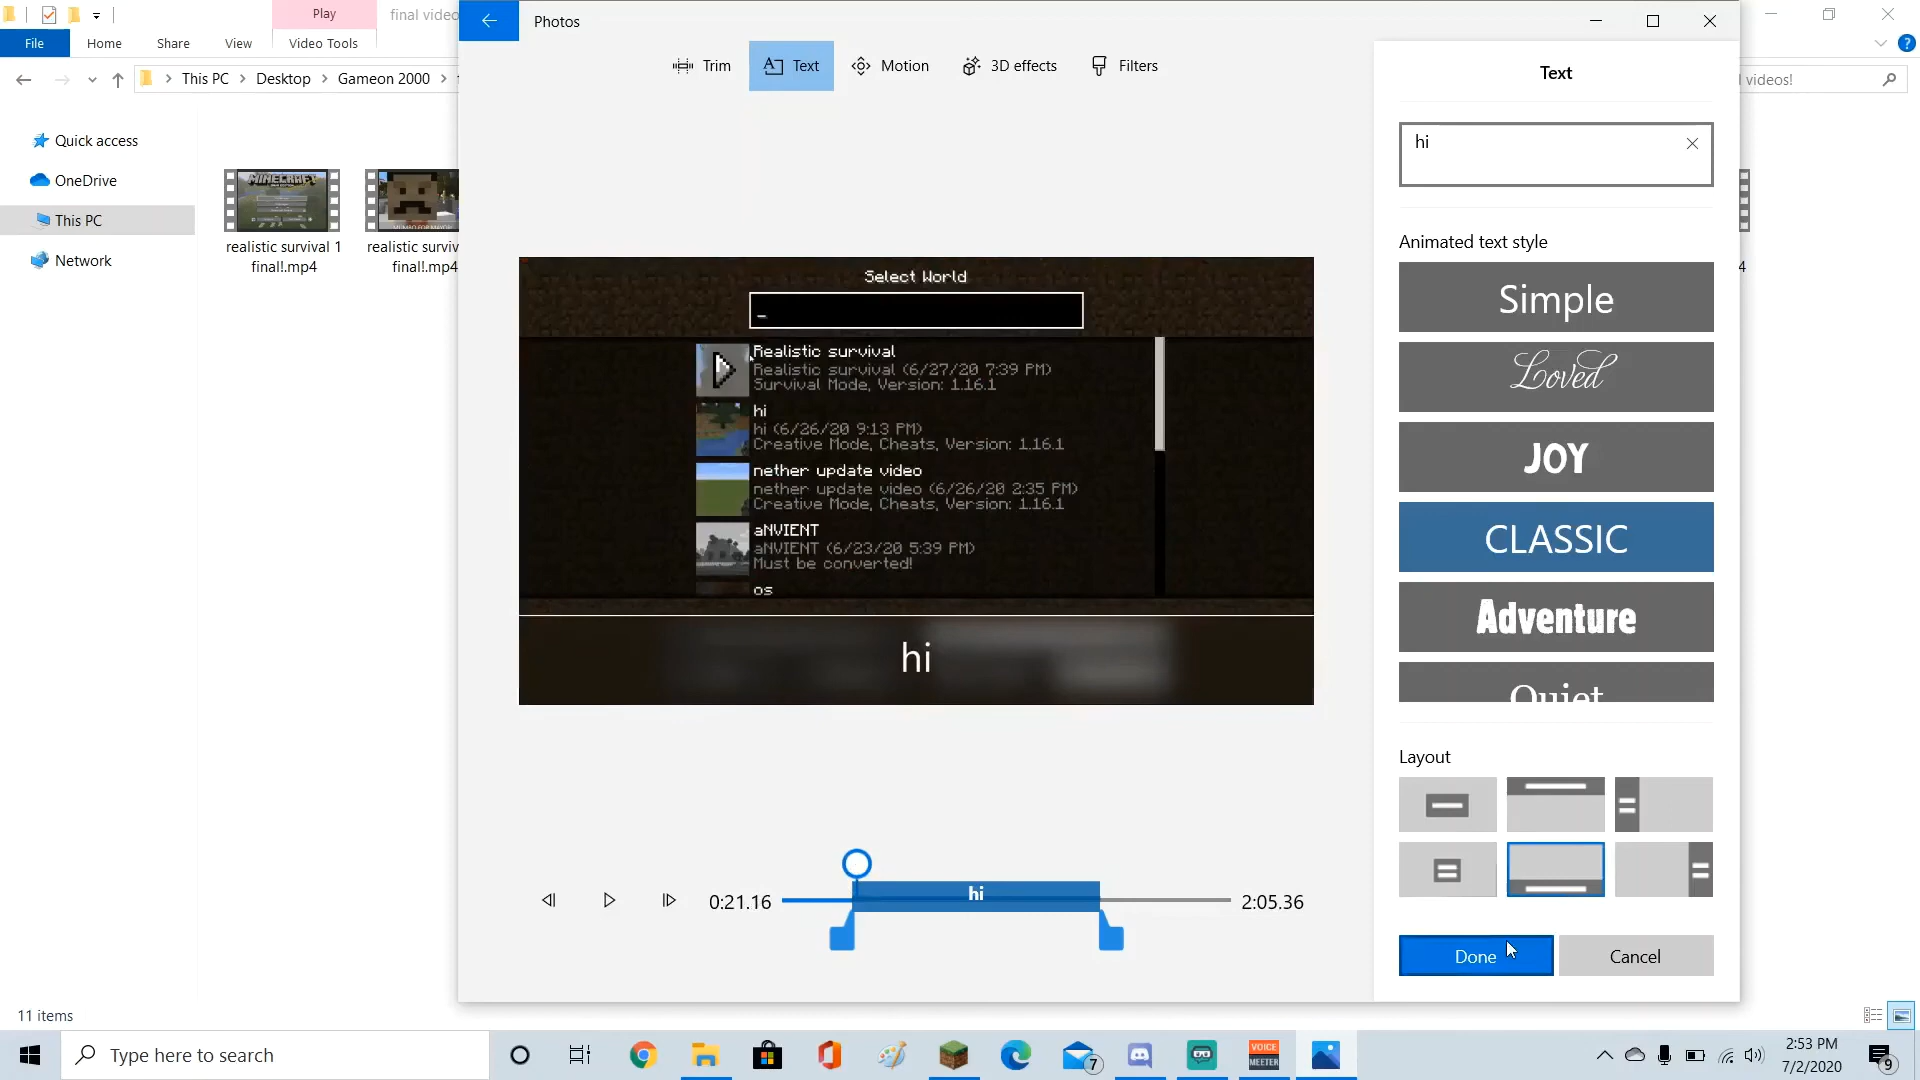 Play
final video
Photos
File
Home
Share
View
Video Tools
Trim
Text
Motion
3D effects
Filters
Text
This PC
Desktop
Gameon 2000
videos!
hi
Quick access
OneDrive
This PC
Network
realistic survival 1
final!.mp4
realistic surviv
final!.mp4
4
Animated text style
Simple
Loved
JOY
CLASSIC
Adventure
Quiet
Select World
Realistic survival
Realistic survival (6/27/20 7:39 PM)
Survival Mode, Version: 1.16.1
hi
hi (6/26/20 9:13 PM)
Creative Mode, Cheats, Version: 1.16.1
nether update video
nether update video (6/26/20 2:35 PM)
Creative Mode, Cheats, Version: 1.16.1
aNVIENT
aNVIENT (6/23/20 5:39 PM)
Must be converted!
os
hi
Layout
0:21.16
hi
2:05.36
Done
Cancel
11 items
Type here to search
7
VOICE
MEETER
2:53 PM
7/2/2020
9